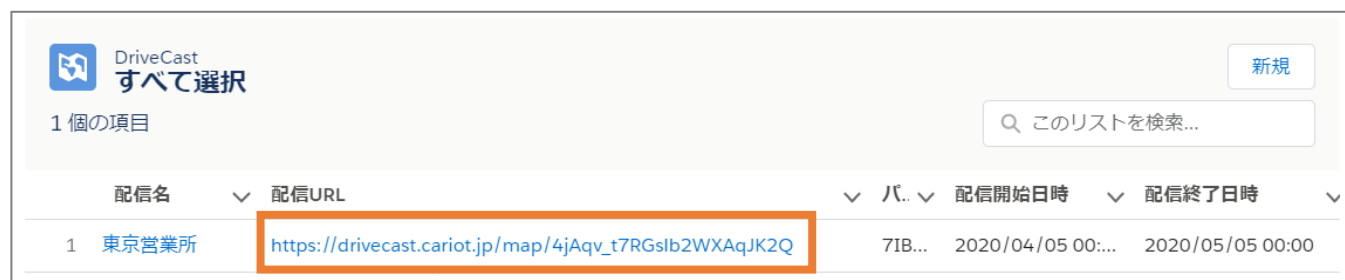 DriveCast
すべて選択
新規
1 個の項目
このリストを検索...
配信名 配信URL パ.. 配信開始日時 配信終了日時
1 東京営業所 https://drivecast.cariot.jp/map/4jAqv_t7RGsIb2WXAqJK2Q 7IB... 2020/04/05 00:... 2020/05/05 00:00